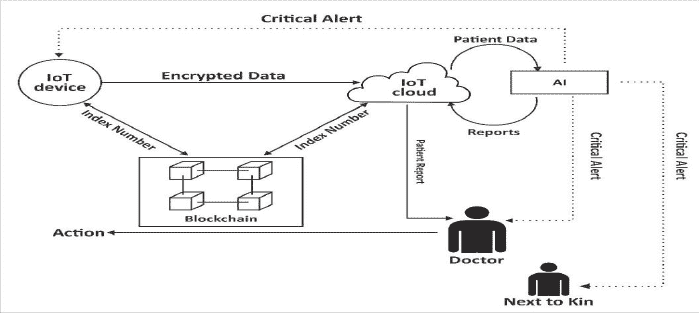 Critical Alert
Patient Data
IoT
device
Encrypted Data
IoT
cloud
AI
Index Number
Index Number
Reports
Patient Report
Critical Alert
Critical Alert
Blockchain
Action
Doctor
Next to Kin